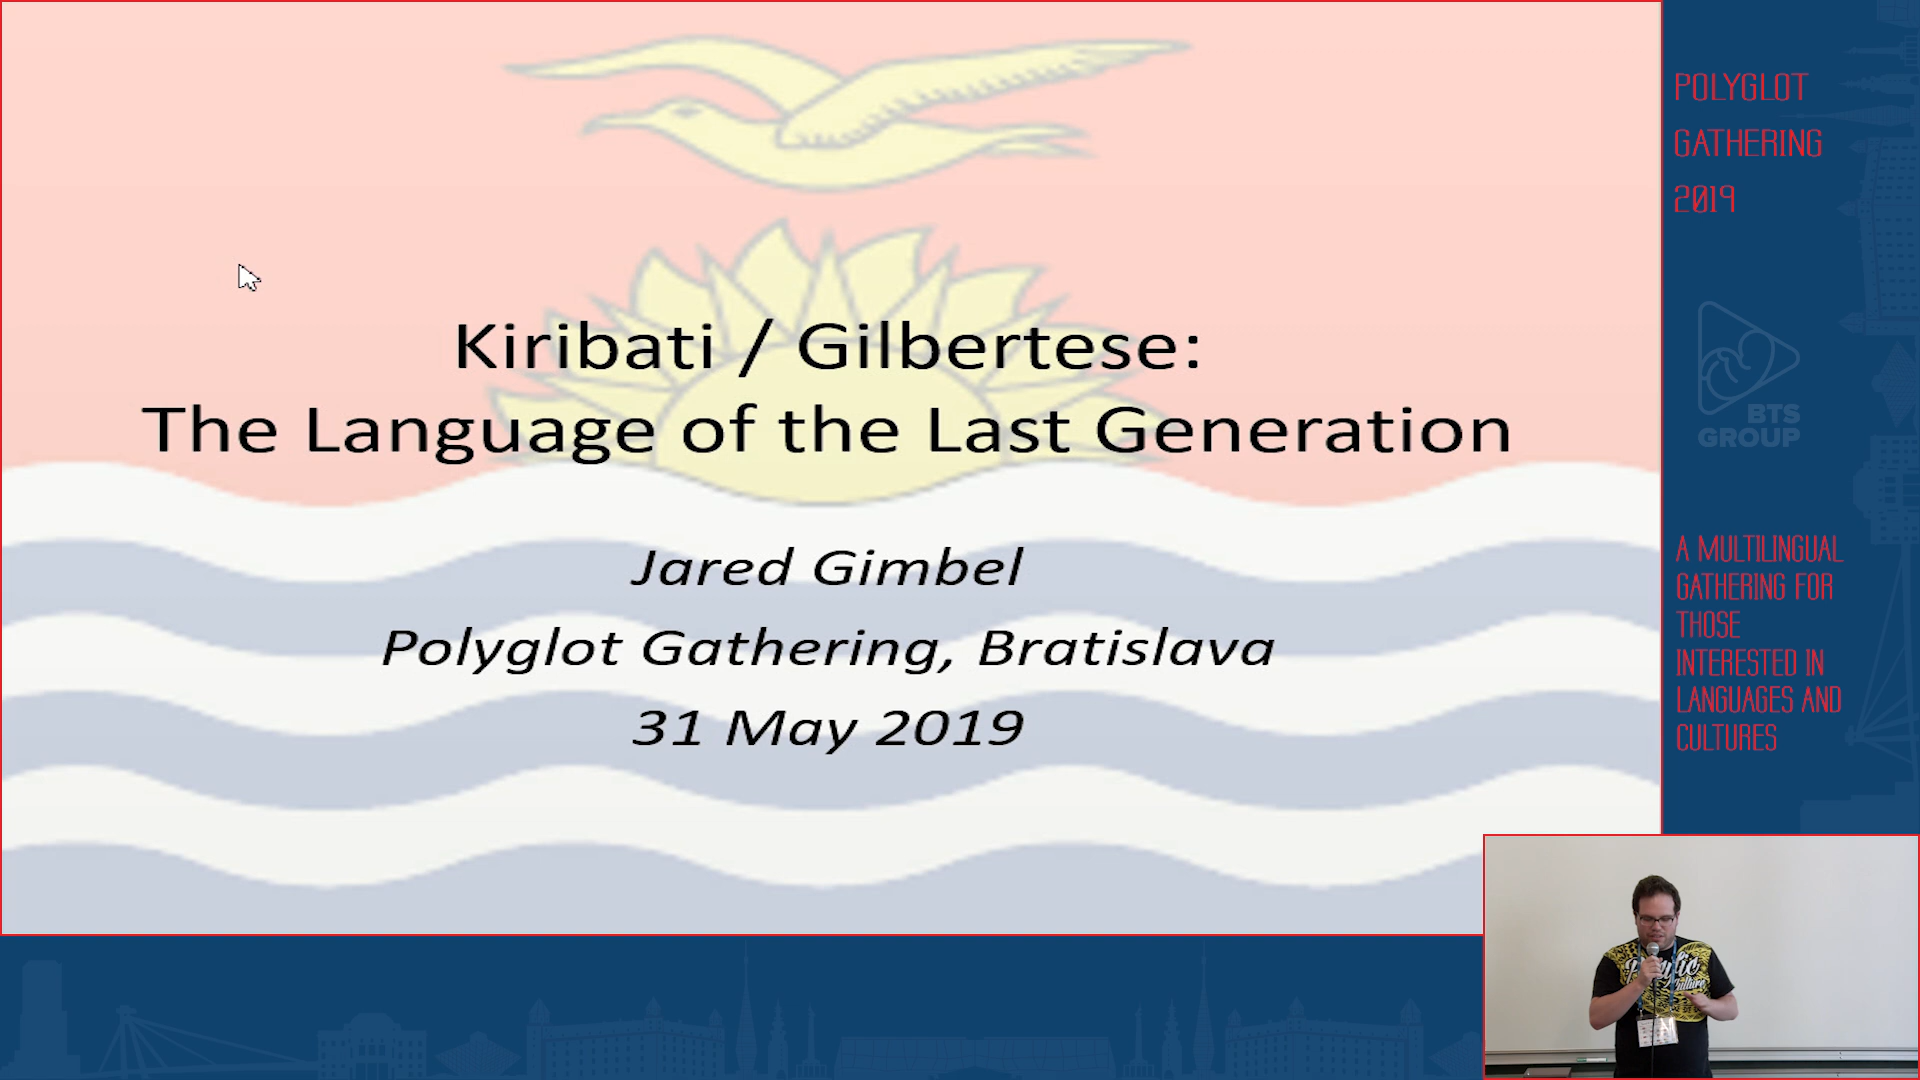 Kiribati / Gilbertese:
The Language of the Last Generation
Jared Gimbel
Polyglot Gathering, Bratislava
31 May 2019
POLYGLOT
GATHERING
2019
BTS
GROUP
A MULTILINGUAL
GATHERING FOR
THOSE
INTERESTED IN
LANGUAGES AND
CULTURES
Culture